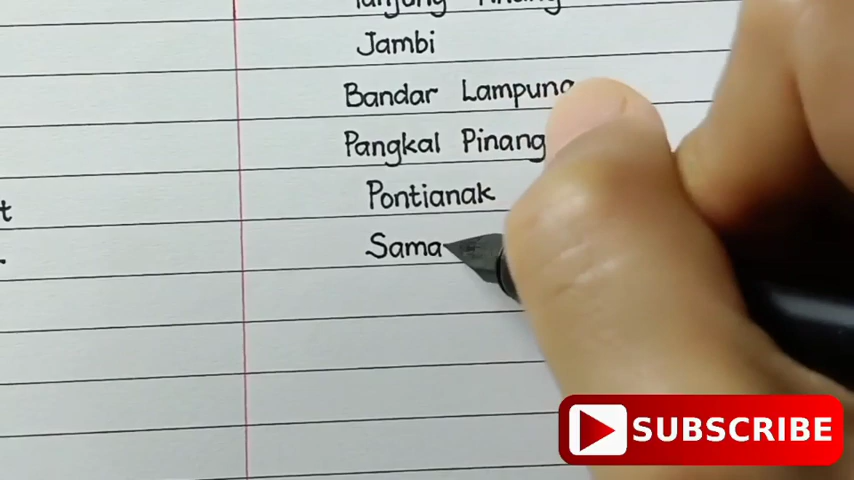 Jambi
Bandar Lampung
Pangkal Pinang
Pontianak
t
Sama
SUBSCRIBE